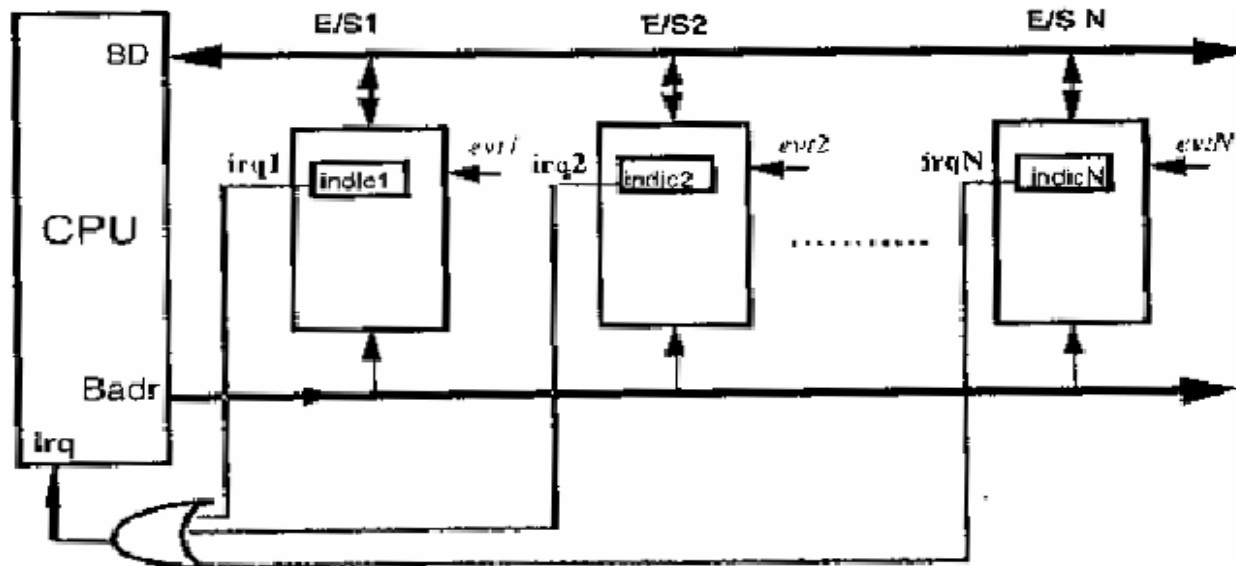 E/S1
E/S2
E/S N
BD
evt1
evt2
evtN
irq1
irq2
irqN
indic1
indic2
indicN
CPU
Badr
irq